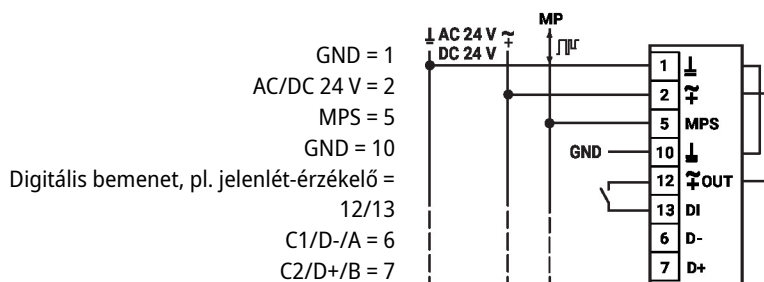 GND = 1
AC/DC 24 V = 2
MPS = 5
GND = 10
Digitális bemenet, pl. jelenlét-érzékelő =
12/13
C1/D-/A = 6
C2/D+/B = 7
MP
AC 24 V
DC 24 V
1
2
5 MPS
GND 10
12 OUT
13 DI
6 D-
7 D+